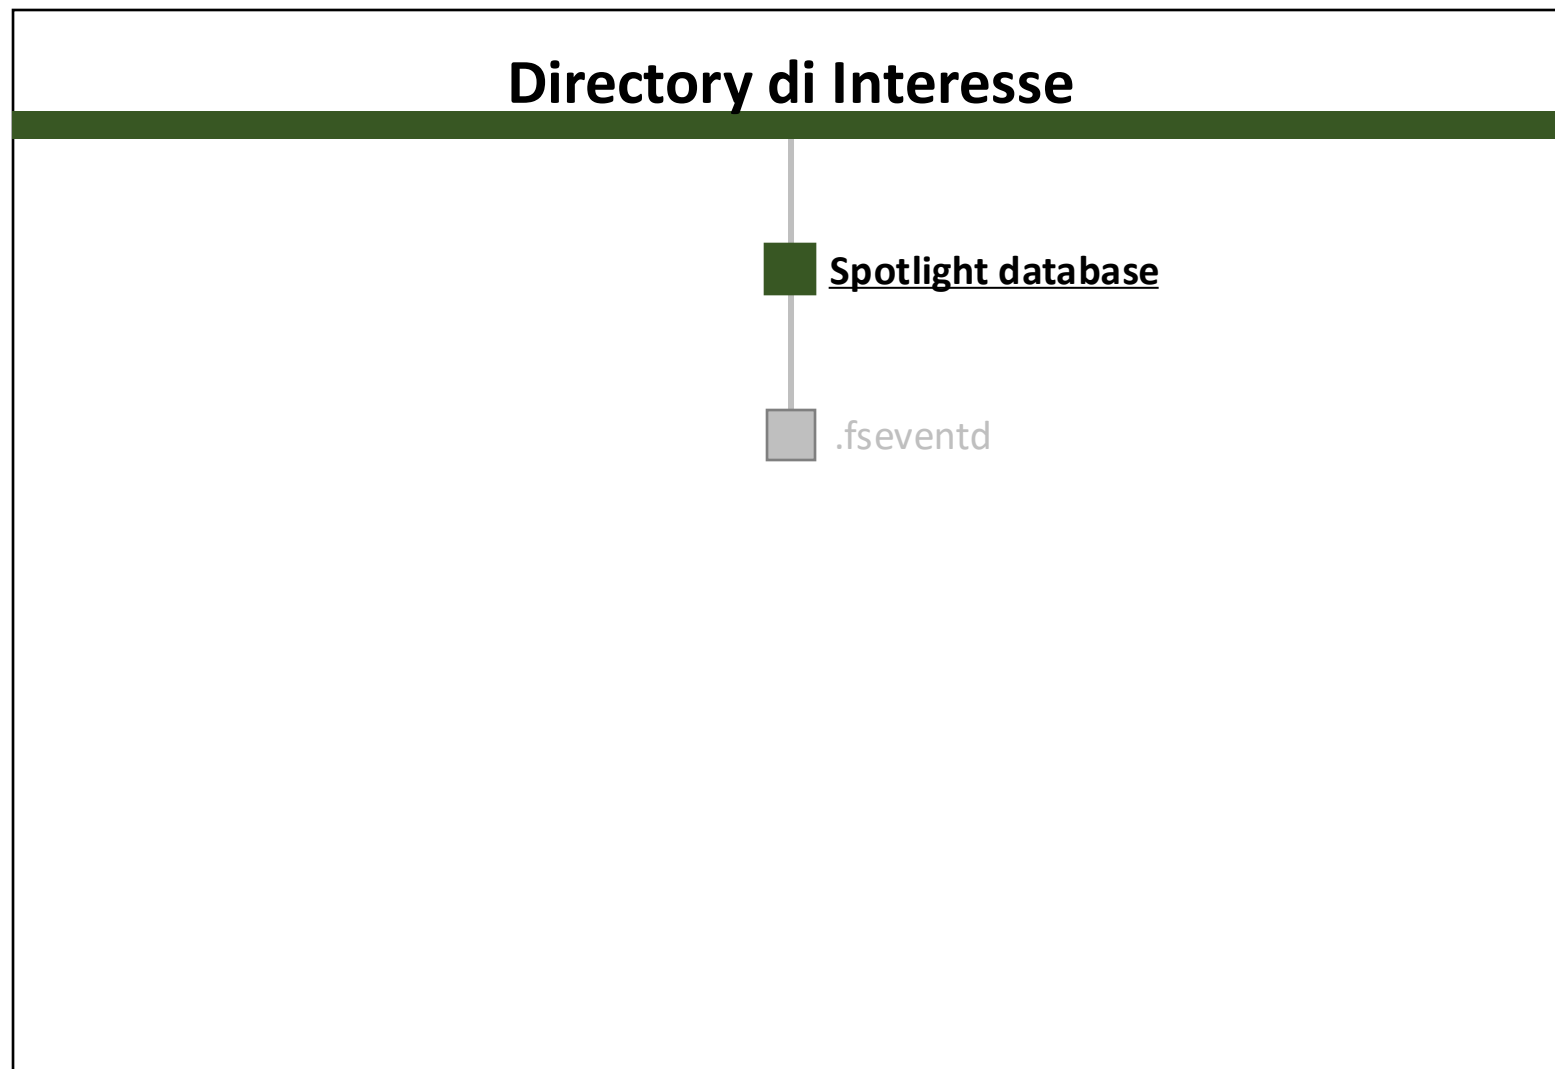 Directory di Interesse
Spotlight database
.fseventd